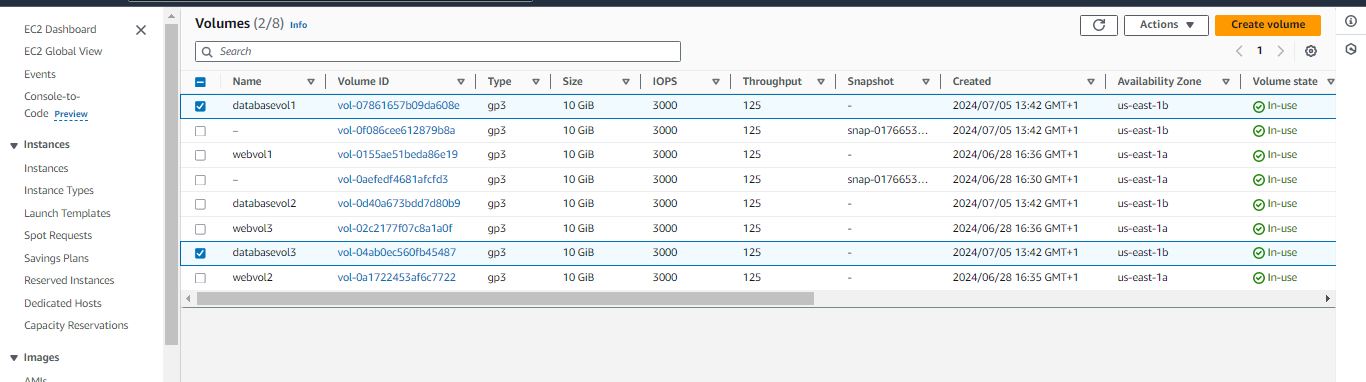 EC2 Dashboard
EC2 Global View
Events
Console-to-
Code Preview
Instances
Instances
Instance Types
Launch Templates
Spot Requests
Savings Plans
Reserved Instances
Dedicated Hosts
Capacity Reservations
Images
AMIs
Volumes (2/8) Info
Actions
Create volume
Search
1
Name Volume ID Type Size IOPS Throughput Snapshot Created Availability Zone Volume state
databasevol1 vol-07861657b09da608e gp3 10 GiB 3000 125 - 2024/07/05 13:42 GMT+1 us-east-1b In-use
– vol-0f086cee612879b8a gp3 10 GiB 3000 125 snap-0176653... 2024/07/05 13:42 GMT+1 us-east-1b In-use
webvol1 vol-0155ae51beda86e19 gp3 10 GiB 3000 125 - 2024/06/28 16:36 GMT+1 us-east-1a In-use
– vol-0aefedf4681afcfd3 gp3 10 GiB 3000 125 snap-0176653... 2024/06/28 16:30 GMT+1 us-east-1a In-use
databasevol2 vol-0d40a673bdd7d80b9 gp3 10 GiB 3000 125 - 2024/07/05 13:42 GMT+1 us-east-1b In-use
webvol3 vol-02c2177f07c8a1a0f gp3 10 GiB 3000 125 - 2024/06/28 16:36 GMT+1 us-east-1a In-use
databasevol3 vol-04ab0ec560fb45487 gp3 10 GiB 3000 125 - 2024/07/05 13:42 GMT+1 us-east-1b In-use
webvol2 vol-0a1722453af6c7722 gp3 10 GiB 3000 125 - 2024/06/28 16:35 GMT+1 us-east-1a In-use